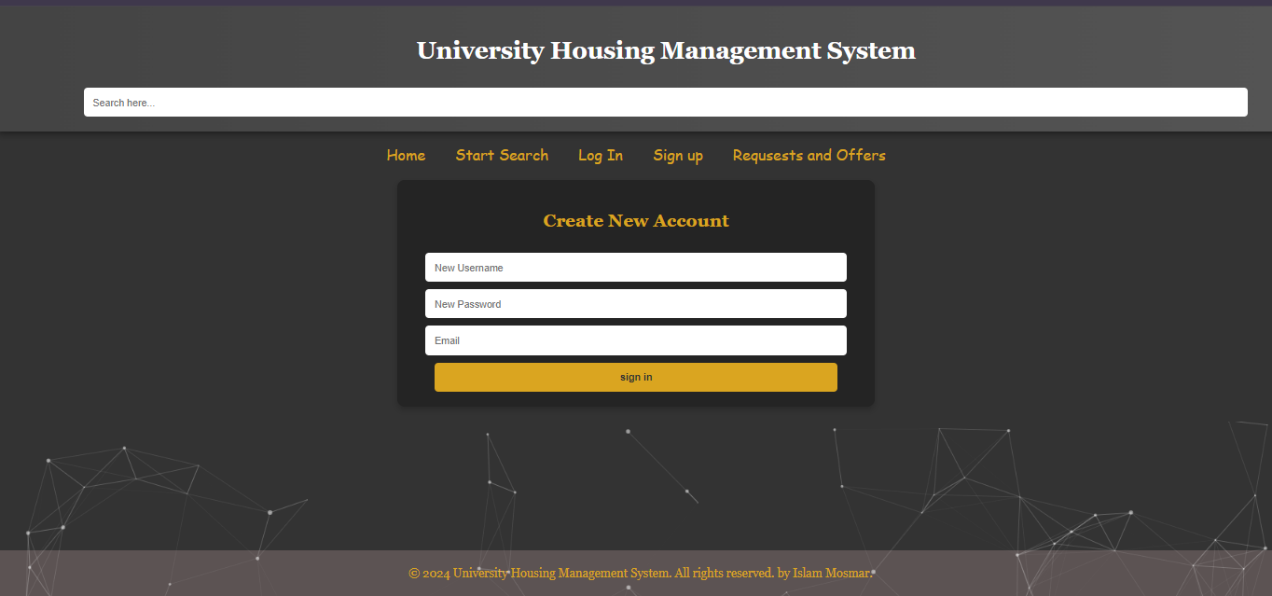 University Housing Management System
Search here...
Home Start Search Log In Sign up Requsests and Offers
Create New Account
New Username
New Password
Email
sign in
© 2024 University Housing Management System. All rights reserved. by Islam Mosmar.